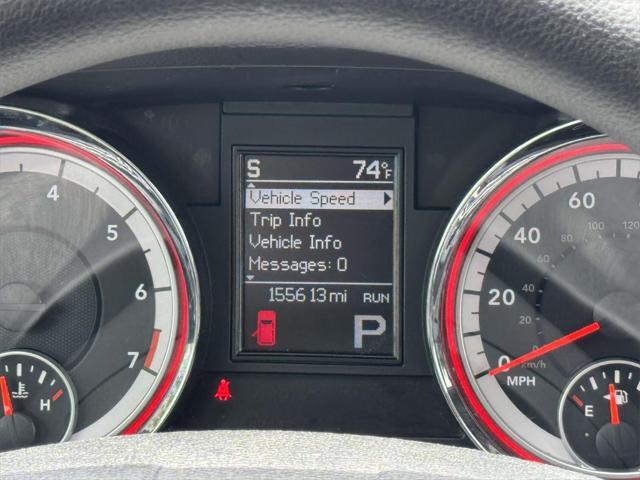 S 74°F
Vehicle Speed
Trip Info
Vehicle Info
Messages: 0
155613 mi RUN
P
4
5
6
7
H
60
40
20
0
MPH
120
100
80
60
40
20
0
km/h
E